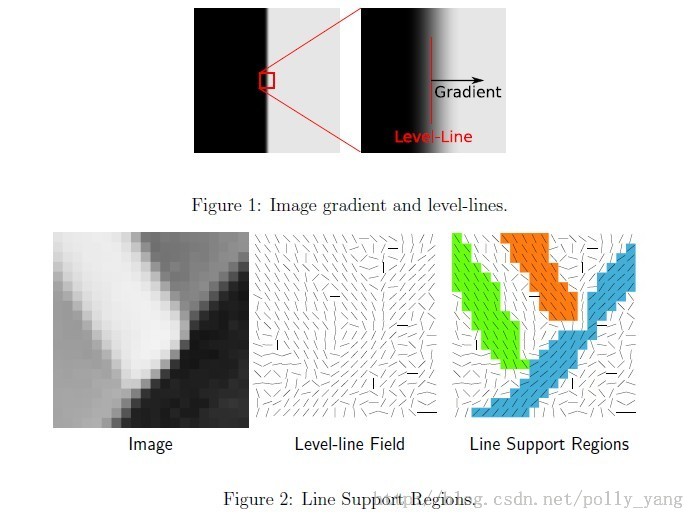 Gradient
Level-Line
Figure 1: Image gradient and level-lines.
Image
Level-line Field
Line Support Regions
Figure 2: Line Support Regions.
http://blog.csdn.net/polly_yang